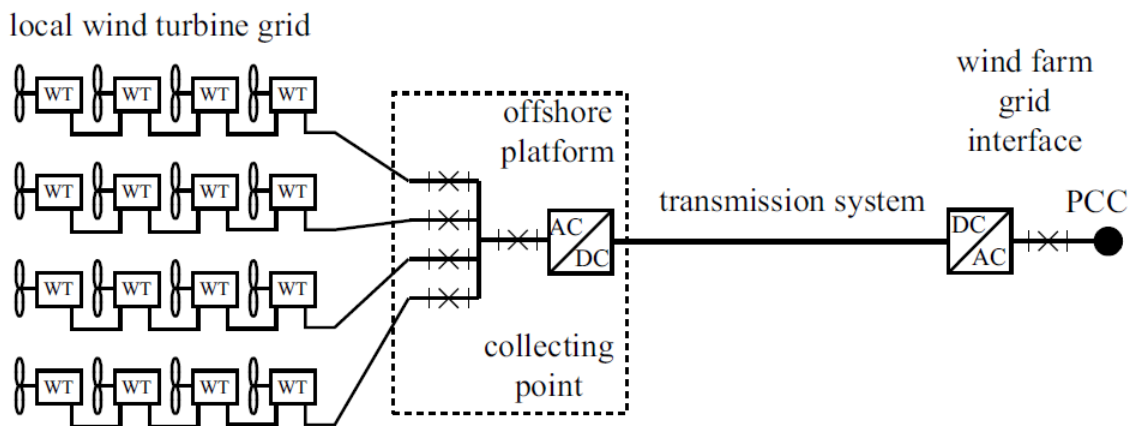 local wind turbine grid
WT WT WT WT
WT WT WT WT
WT WT WT WT
WT WT WT WT
offshore
platform
AC
DC
collecting
point
transmission system
wind farm
grid
interface
DC
AC
PCC